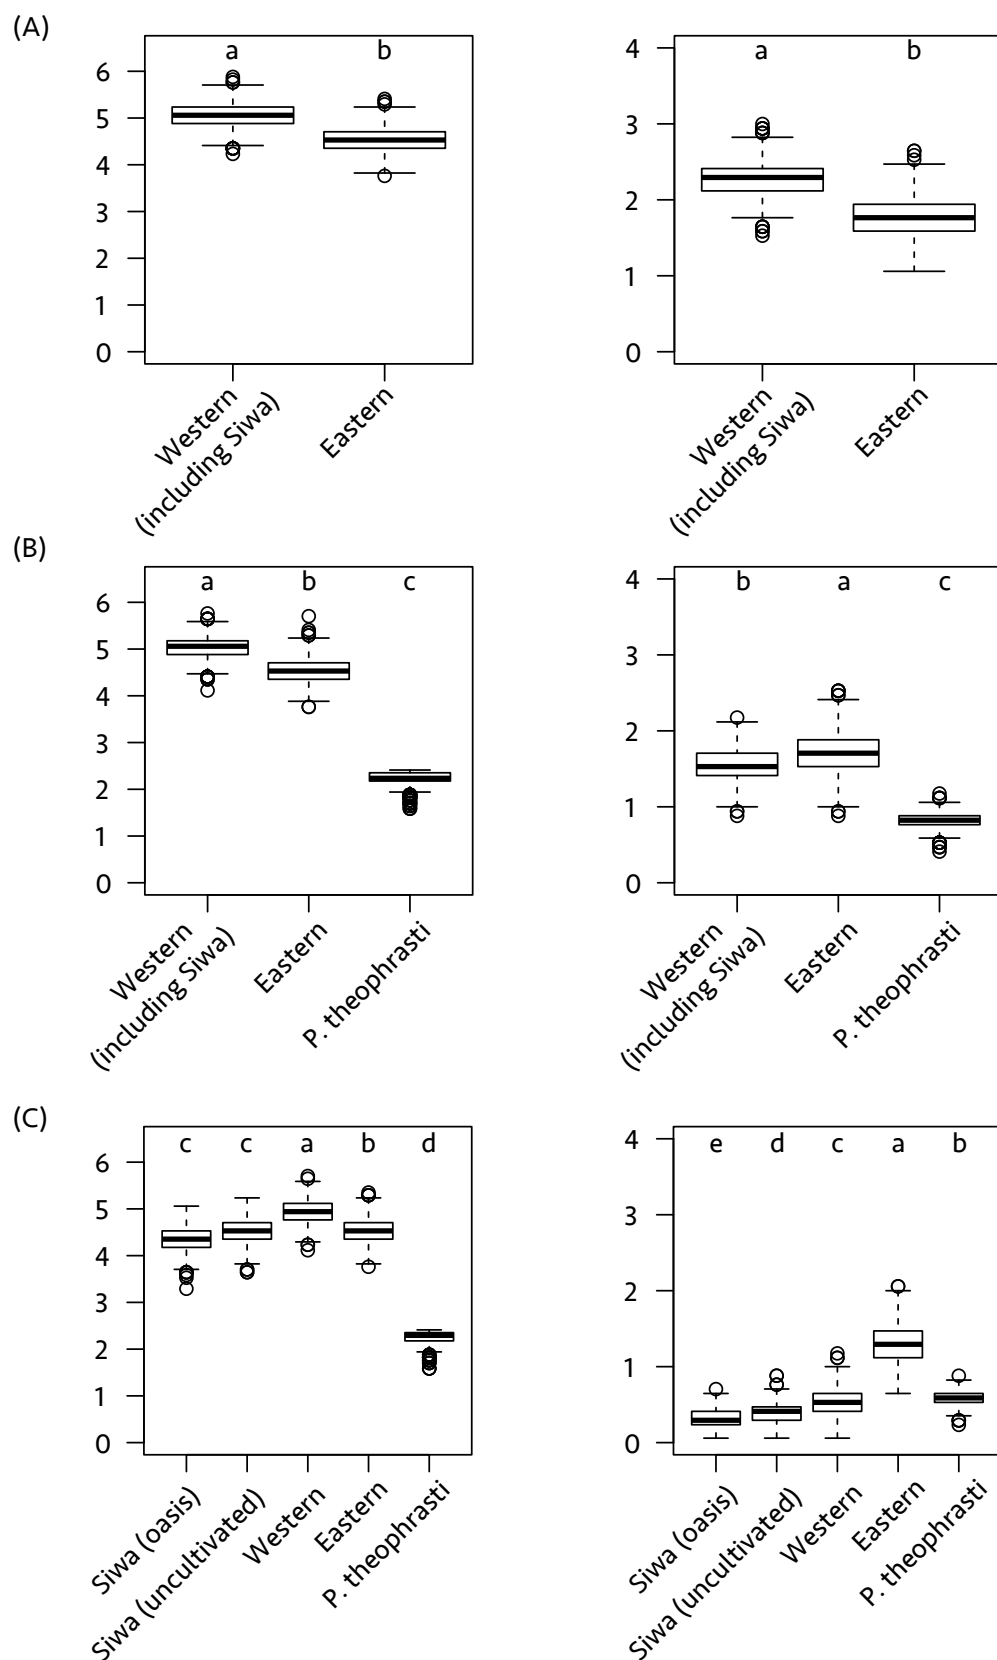 (A)
a b
6
5
4
3
2
1
0
Western
(including Siwa)
Eastern
a b
4
3
2
1
0
Western
(including Siwa)
Eastern
(B)
a b c
6
5
4
3
2
1
0
Western
(including Siwa)
Eastern
P. theophrasti
b a c
4
3
2
1
0
Western
(including Siwa)
Eastern
P. theophrasti
(C)
c c a b d
6
5
4
3
2
1
0
Siwa (oasis)
Siwa (uncultivated)
Western
Eastern
P. theophrasti
e d c a b
4
3
2
1
0
Siwa (oasis)
Siwa (uncultivated)
Western
Eastern
P. theophrasti